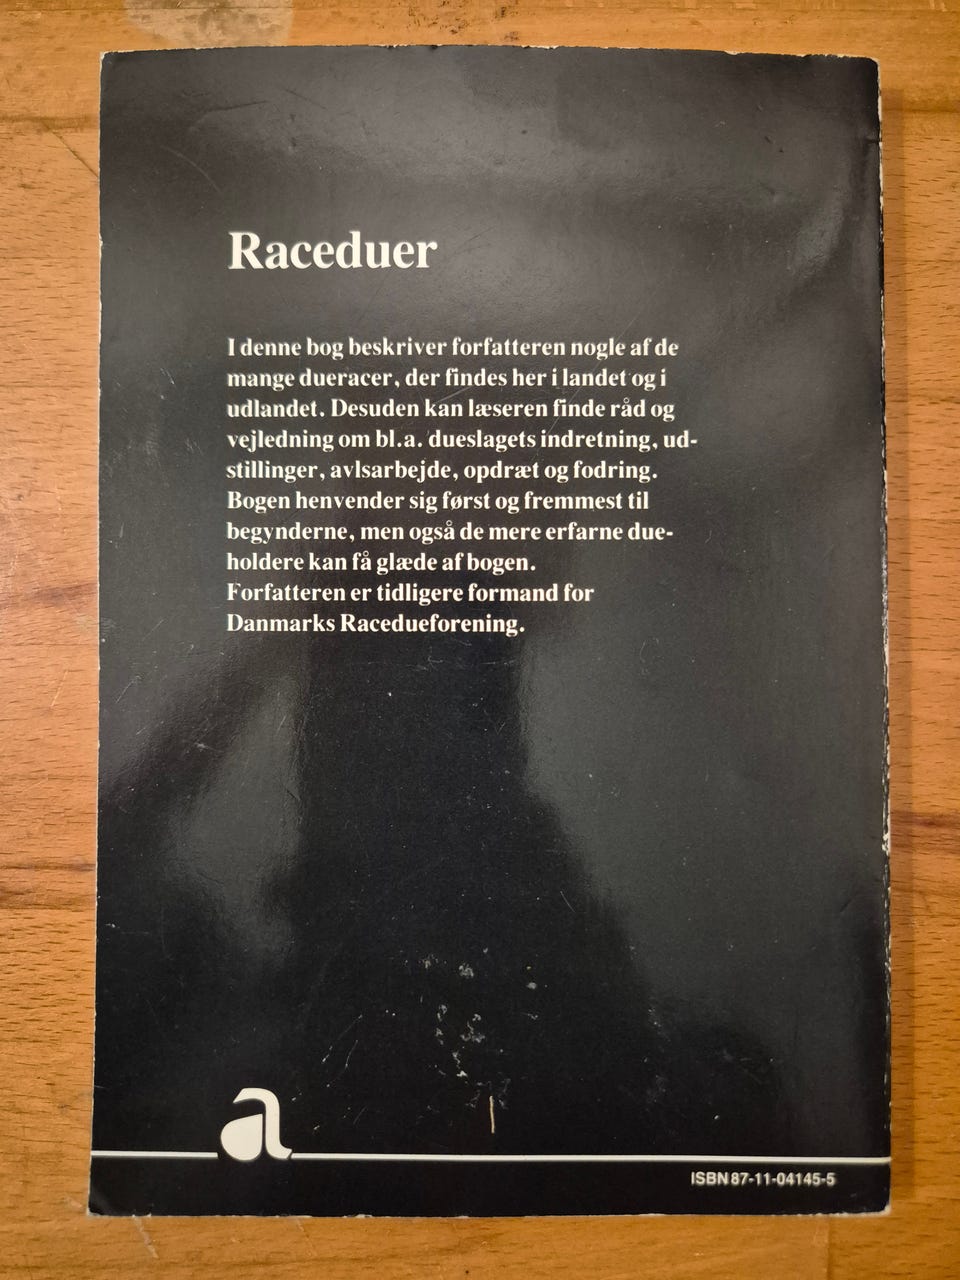 Raceduer
I denne bog beskriver forfatteren nogle af de
mange dueracer, der findes her i landet og i
udlandet. Desuden kan læseren finde råd og
vejledning om bl.a. dueslagets indretning, ud-
stillinger, avlsarbejde, opdræt og fodring.
Bogen henvender sig først og fremmest til
begynderne, men også de mere erfarne due-
holdere kan få glæde af bogen.
Forfatteren er tidligere formand for
Danmarks Racedueforening.
a
ISBN 87-11-04145-5